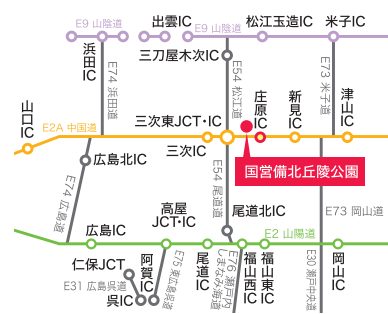 E9 山陰道
出雲IC
E9 山陰道
松江玉造IC
米子IC
浜田IC
三刀屋木次IC
E74 浜田道
E54 松江道
E73 米子道
山口IC
E2A 中国道
三次東JCT・IC
庄原IC
新見IC
津山IC
広島北IC
三次IC
国営備北丘陵公園
E74 広島道
E54 尾道道
高屋JCT・IC
尾道北IC
E73 岡山道
広島IC
E2 山陽道
仁保JCT
阿賀IC
E75 東広島呉道
尾道IC
E76 瀬戸内しまなみ海道
福山西IC
福山東IC
E30 瀬戸中央道
岡山IC
E31 広島呉道
呉IC